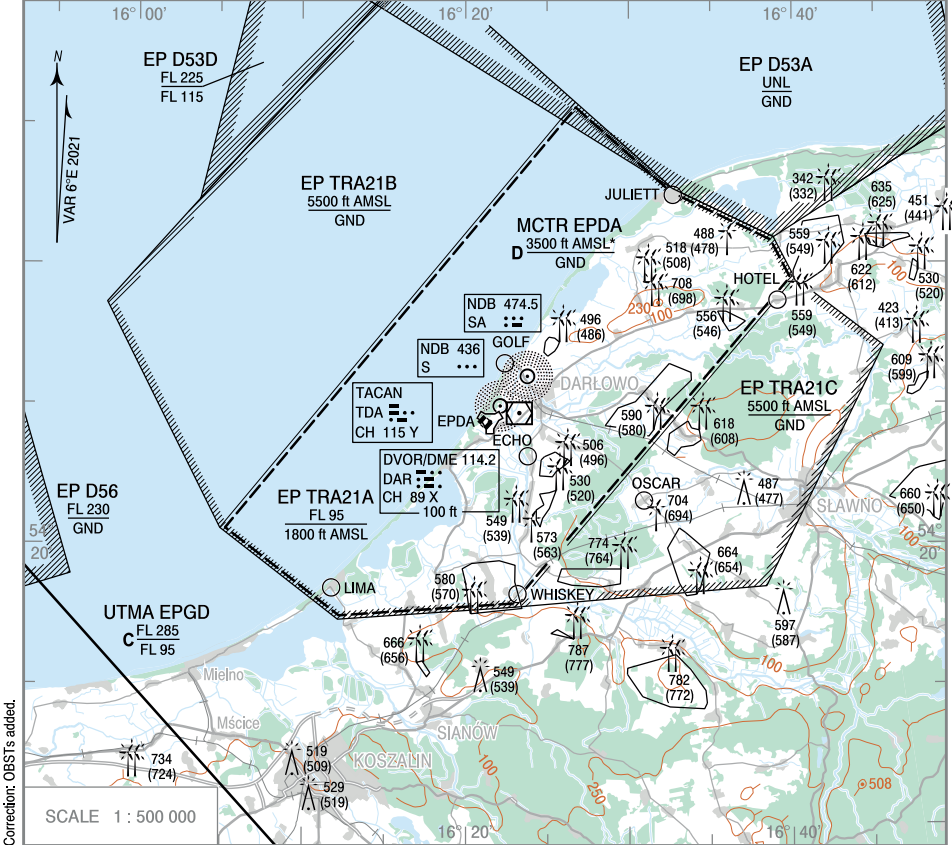 16° 00'
16° 20'
16° 40'
N
VAR 6°E 2021
EP D53D
FL 225
FL 115
EP D53A
UNL
GND
EP TRA21B
5500 ft AMSL
GND
JULIETT
MCTR EPDA
D 3500 ft AMSL*
GND
342
(332)
635
(625)
451
(441)
488
(478)
518
(508)
559
(549)
622
(612)
100
530
(520)
708
(698)
230
100
HOTEL
556
(546)
559
(549)
423
(413)
609
(599)
NDB 474.5
SA
496
(486)
GOLF
NDB 436
S
DARŁOWO
TACAN
TDA
CH 115 Y
EPDA
ECHO
EP TRA21C
5500 ft AMSL
GND
590
(580)
618
(608)
506
(496)
530
(520)
DVOR/DME 114.2
DAR
CH 89 X
100 ft
EP TRA21A
FL 95
1800 ft AMSL
549
(539)
573
(563)
OSCAR
704
(694)
487
(477)
SŁAWNO
660
(650)
100
EP D56
FL 230
GND
54°
20'
54°
20'
774
(764)
664
(654)
LIMA
580
(570)
WHISKEY
597
(587)
UTMA EPGD
C FL 285
FL 95
666
(656)
787
(777)
549
(539)
782
(772)
100
Mielno
Mścice
SIANÓW
KOSZALIN
734
(724)
519
(509)
529
(519)
100
250
508
SCALE 1 : 500 000
16° 20'
16° 40'
Correction: OBSTs added.